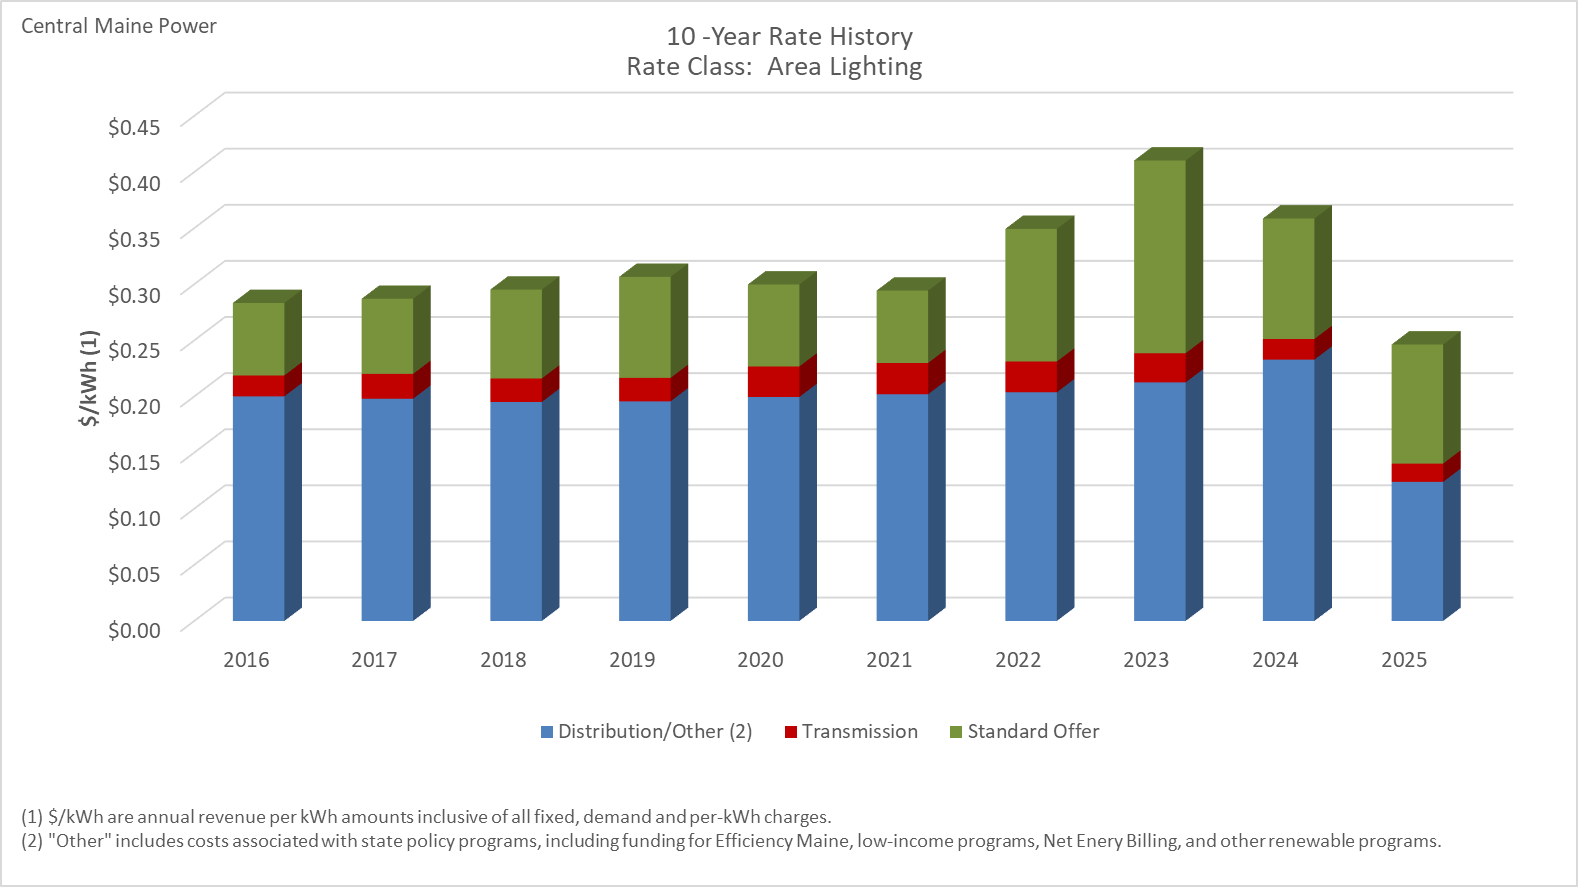 Central Maine Power
10 -Year Rate History
Rate Class:  Area Lighting
$/kWh (1)
$0.45
$0.40
$0.35
$0.30
$0.25
$0.20
$0.15
$0.10
$0.05
$0.00
2016 2017 2018 2019 2020 2021 2022 2023 2024 2025
Distribution/Other (2) Transmission Standard Offer
(1) $/kWh are annual revenue per kWh amounts inclusive of all fixed, demand and per-kWh charges.
(2) "Other" includes costs associated with state policy programs, including funding for Efficiency Maine, low-income programs, Net Enery Billing, and other renewable programs.